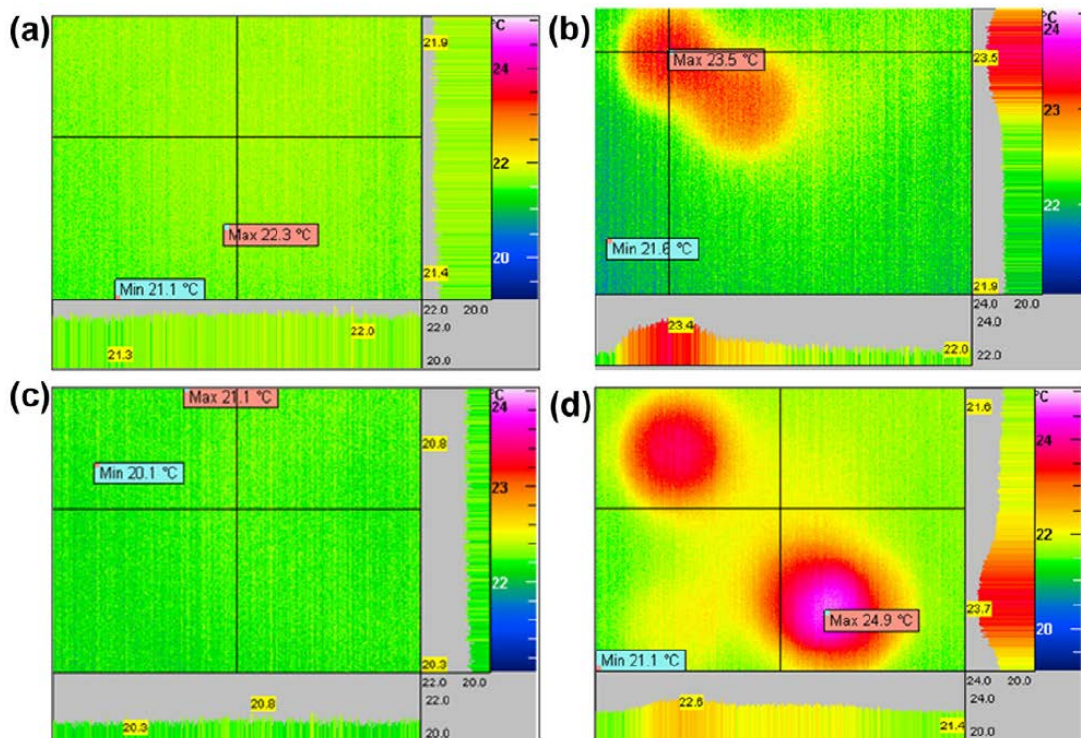 (a)
°C
21.9
24
22
Max 22.3 °C
21.4
20
Min 21.1 °C
22.0 20.0
22.0
22.0
21.3
20.0
(b)
°C
24
Max 23.5 °C
23.5
23
22
Min 21.6 °C
21.9
24.0 20.0
23.4
24.0
22.0
22.0
(c)
Max 21.1 °C
°C
24
20.8
Min 20.1 °C
23
22
20.3
22.0 20.0
20.8
22.0
20.3
20.0
(d)
°C
21.6
24
22
23.7
Max 24.9 °C
20
Min 21.1 °C
24.0 20.0
22.6
24.0
21.4
20.0